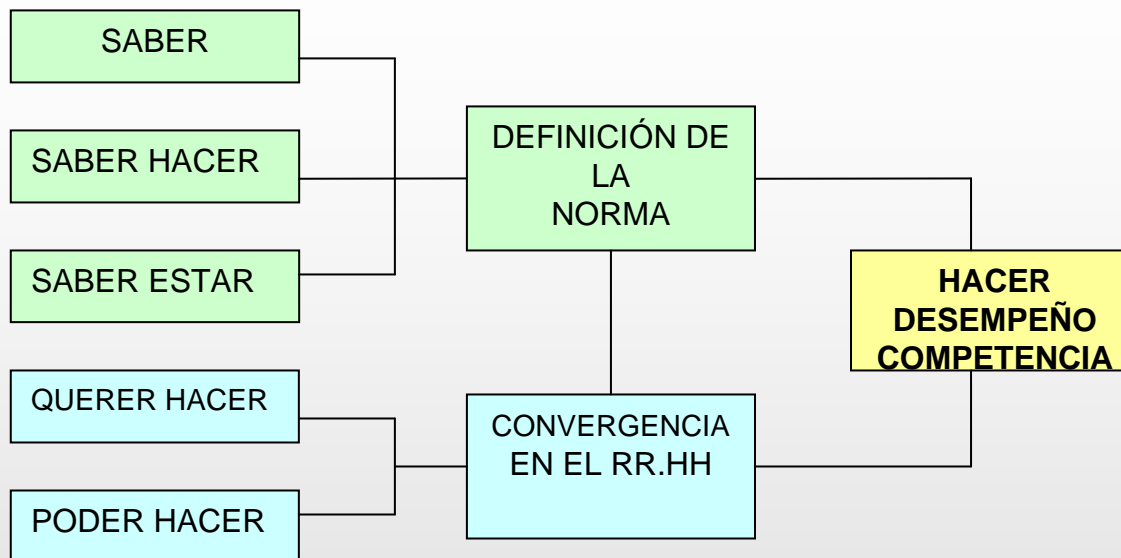 SABER
SABER HACER
SABER ESTAR
QUERER HACER
PODER HACER
DEFINICIÓN DE
LA
NORMA
CONVERGENCIA
EN EL RR.HH
HACER
DESEMPEÑO
COMPETENCIA